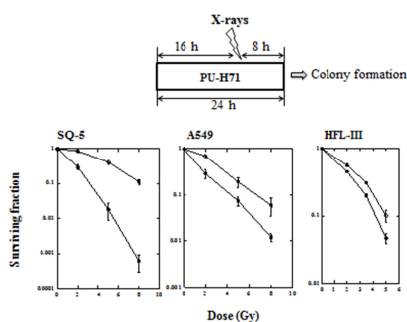 X-rays
16 h 8 h
PU-H71
Colony formation
24 h
SQ-5 A549 HFL-III
Surviving fraction
1 1 1
0.1
0.1 0.1
0.01
0.001
0.0001 0.01 0.01
0 2 4 6 8 10 0 2 4 6 8 10 0 1 2 3 4 5 6
Dose (Gy)